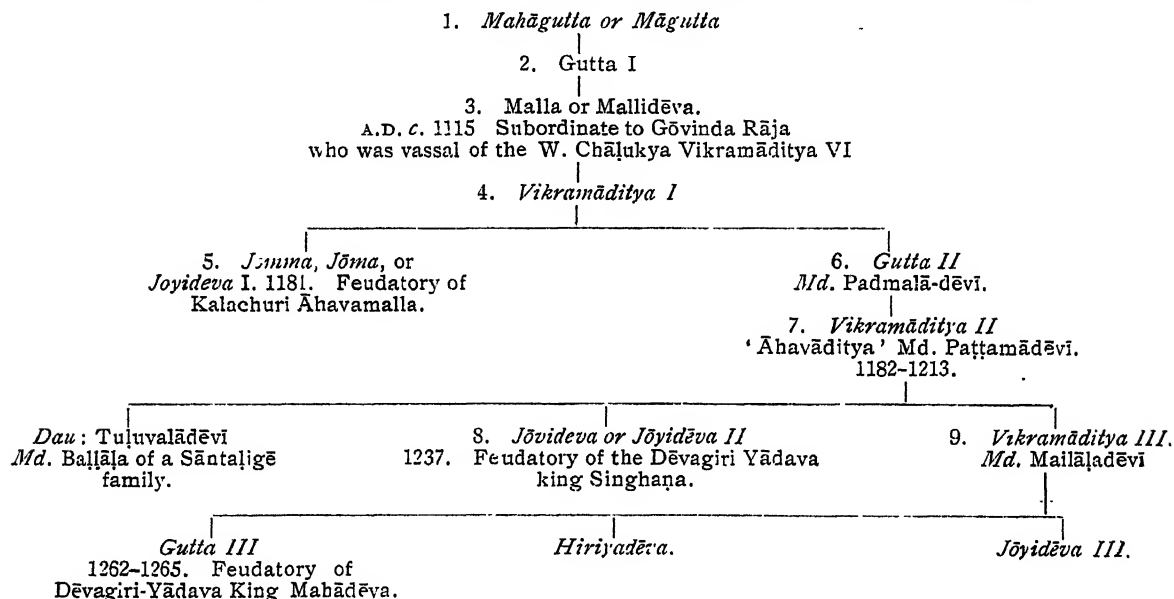 1. Mahāgutta or Māgutta
2. Gutta I
3. Malla or Mallidēva.
A.D. c. 1115 Subordinate to Gōvinda Rāja
who was vassal of the W. Chāḷukya Vikramāditya VI
4. Vikramāditya I
5. Jōma, or
Joyideva I. 1181. Feudatory of
Kalachuri Āhavamalla.
6. Gutta II
Md. Padmalā-dēvī.
7. Vikramāditya II
‘Āhavāditya’ Md. Paṭṭamādēvī.
1182-1213.
Dau : Tuḷuvalādēvī
Md. Baḷḷāḷa of a Sāntaḷigē
family.
8. Jōvideva or Jōyidēva II
1237. Feudatory of the Dēvagiri Yādava
king Singhaṇa.
9. Vikramāditya III.
Md. Mailāḷadēvī
Gutta III
1262-1265. Feudatory of
Dēvagiri-Yādava King Mahādēva.
Hiriyadēva.
Jōyidēva III.